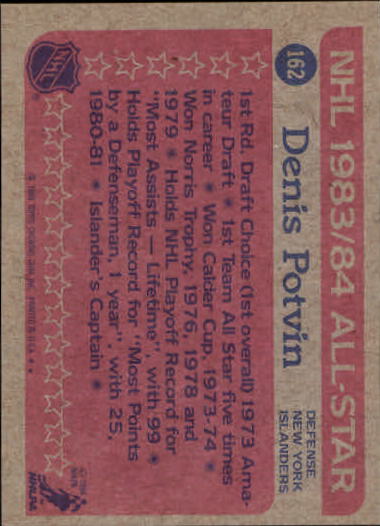 NHL 1983/84 ALL-STAR
162
Denis Potvin
DEFENSE
NEW YORK
ISLANDERS
1st Rd. Draft Choice (1st overall) 1973 Ama-
teur Draft * 1st Team All Star five times
in career * Won Calder Cup, 1973-74 *
Won Norris Trophy, 1976, 1978 and
1979 * Holds NHL Playoff Record for
"Most Assists — Lifetime", with 99 *
Holds Playoff Record for "Most Points
by a Defenseman, 1 year", with 25,
1980-81 * Islander's Captain *
NHL
NHLPA